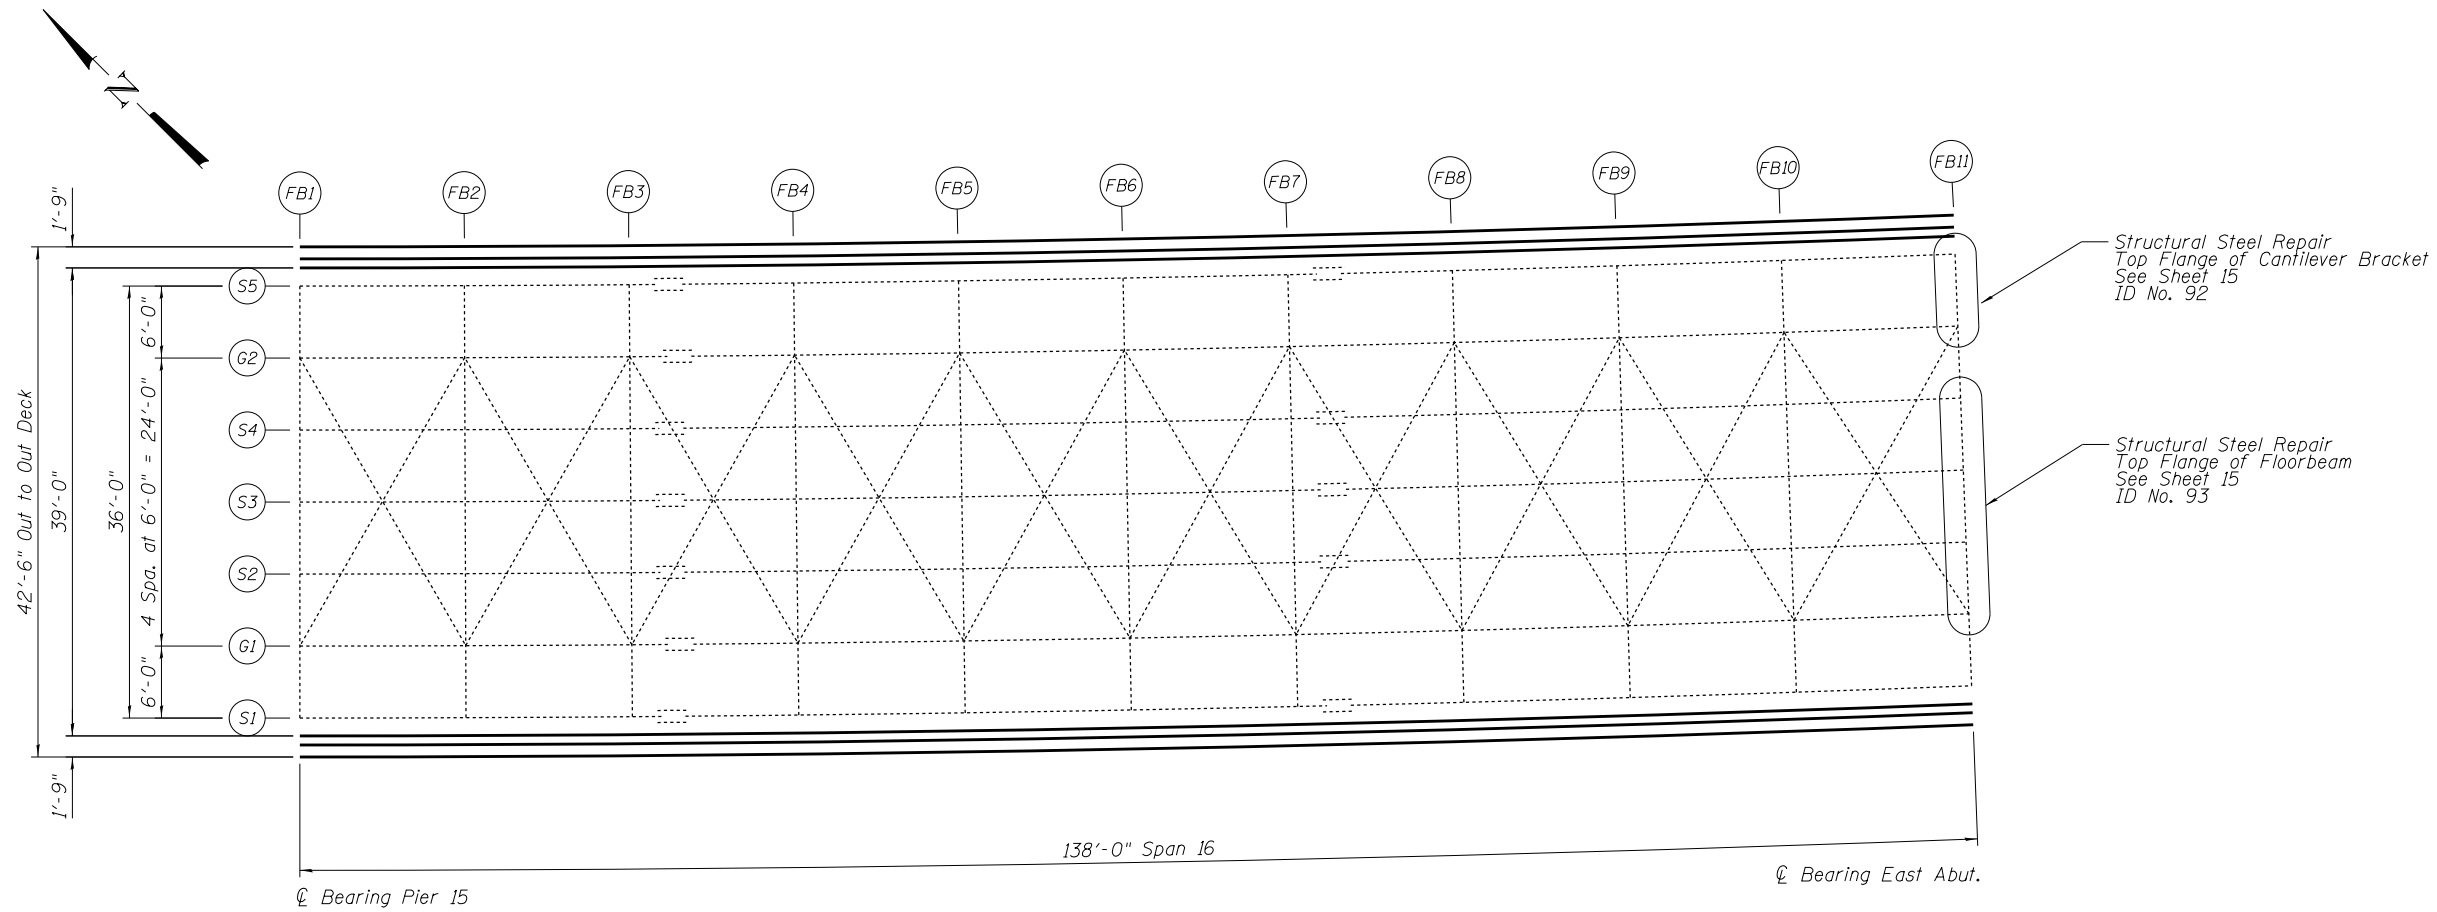 N
FB1
FB2
FB3
FB4
FB5
FB6
FB7
FB8
FB9
FB10
FB11
1'-9"
42'-6" Out to Out Deck
39'-0"
36'-0"
6'-0"
4 Spa. at 6'-0" = 24'-0"
6'-0"
1'-9"
S5
G2
S4
S3
S2
G1
S1
Structural Steel Repair
Top Flange of Cantilever Bracket
See Sheet 15
ID No. 92
Structural Steel Repair
Top Flange of Floorbeam
See Sheet 15
ID No. 93
138'-0" Span 16
℄ Bearing Pier 15
℄ Bearing East Abut.